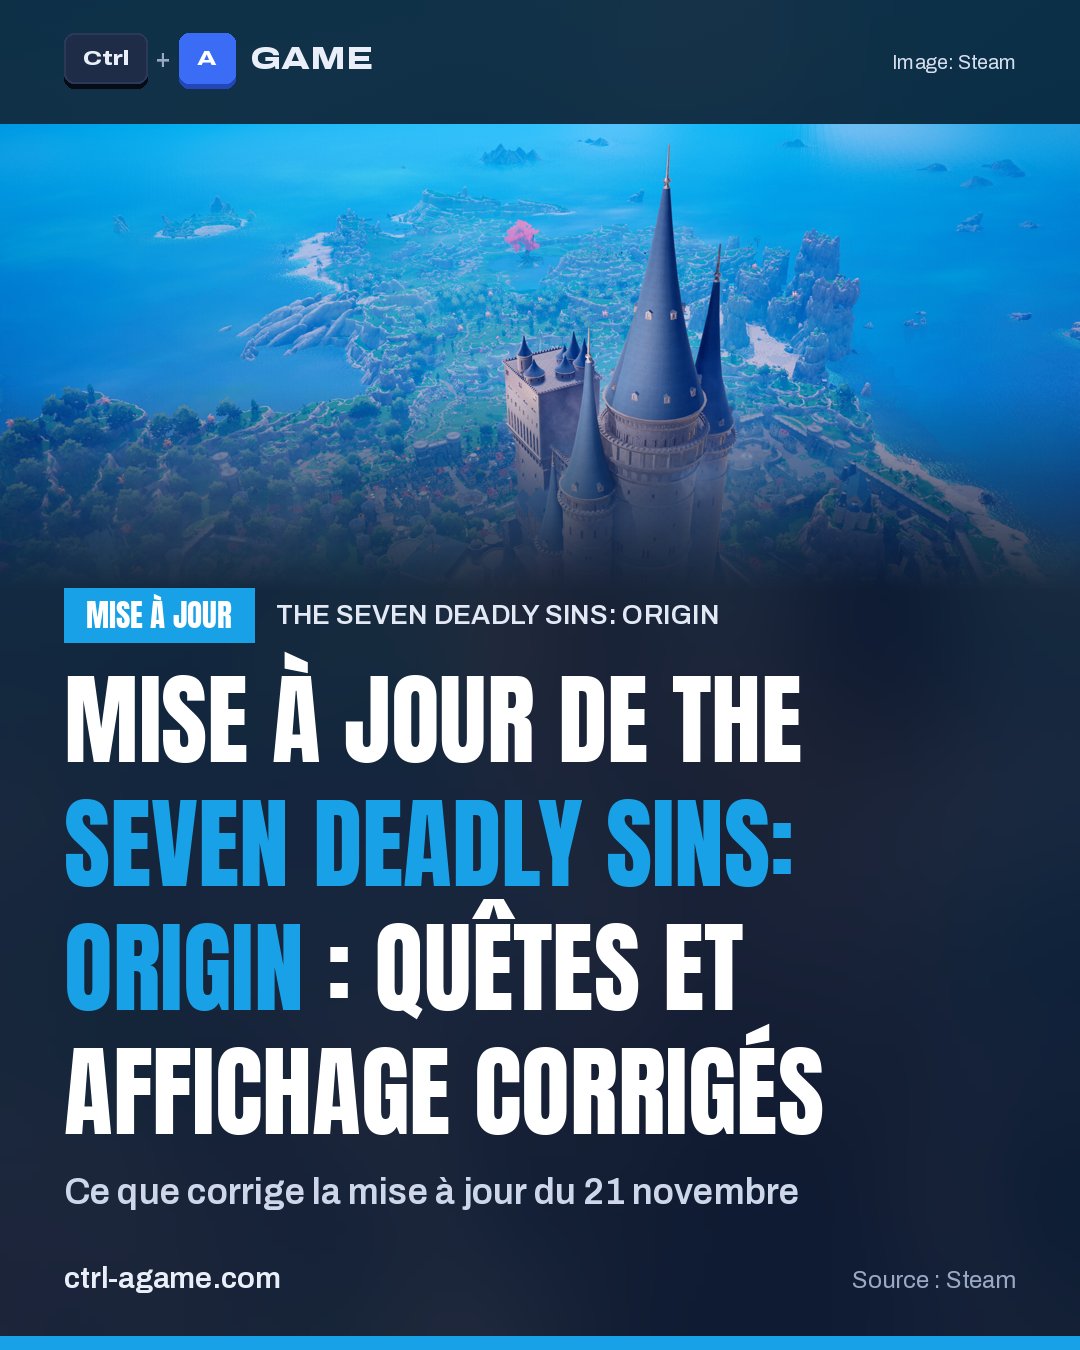 Ctrl + A GAME
Image: Steam
MISE À JOUR
THE SEVEN DEADLY SINS: ORIGIN
MISE À JOUR DE THE
SEVEN DEADLY SINS:
ORIGIN : QUÊTES ET
AFFICHAGE CORRIGÉS
Ce que corrige la mise à jour du 21 novembre
ctrl-agame.com
Source : Steam